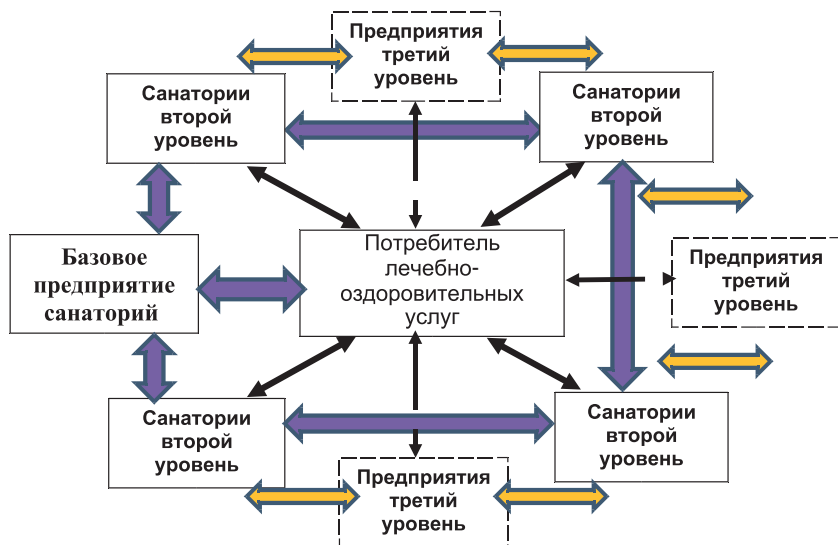 Предприятия
третий
уровень
Санатории
второй
уровень
Санатории
второй
уровень
Базовое
предприятие
санаторий
Потребитель
лечебно-
оздоровительных
услуг
Предприятия
третий
уровень
Санатории
второй
уровень
Санатории
второй
уровень
Предприятия
третий
уровень